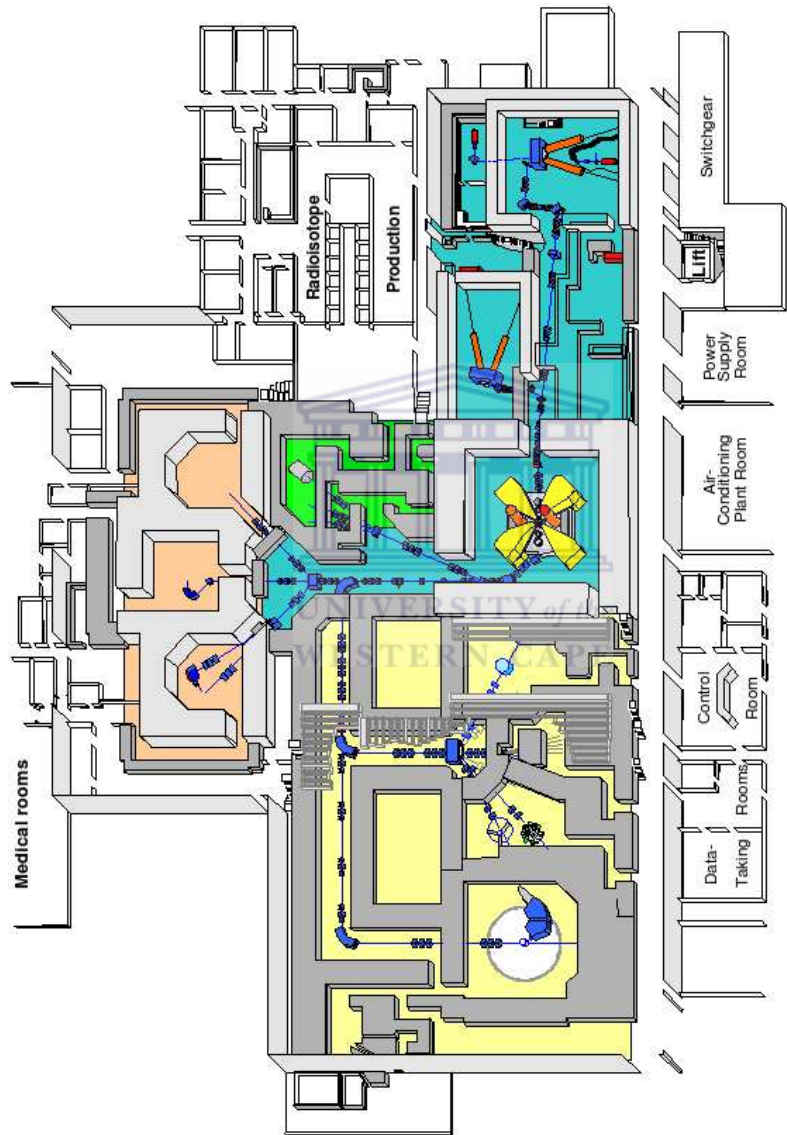 Medical rooms
Radioisotope
Production
UNIVERSITY of the
WESTERN CAPE
Data-
Taking
Rooms
Control
Room
Air-
Conditioning
Plant Room
Power
Supply
Room
Lift
Switchgear